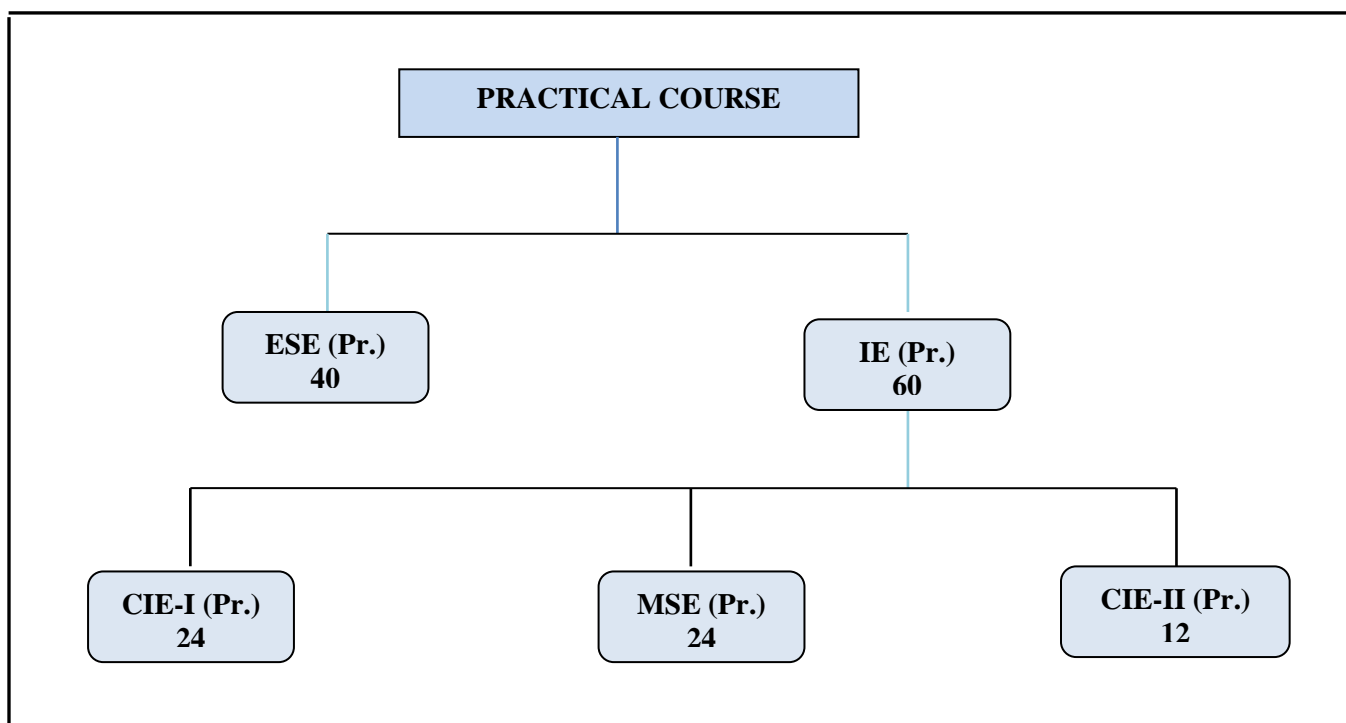 PRACTICAL COURSE
ESE (Pr.)
40
IE (Pr.)
60
CIE-I (Pr.)
24
MSE (Pr.)
24
CIE-II (Pr.)
12